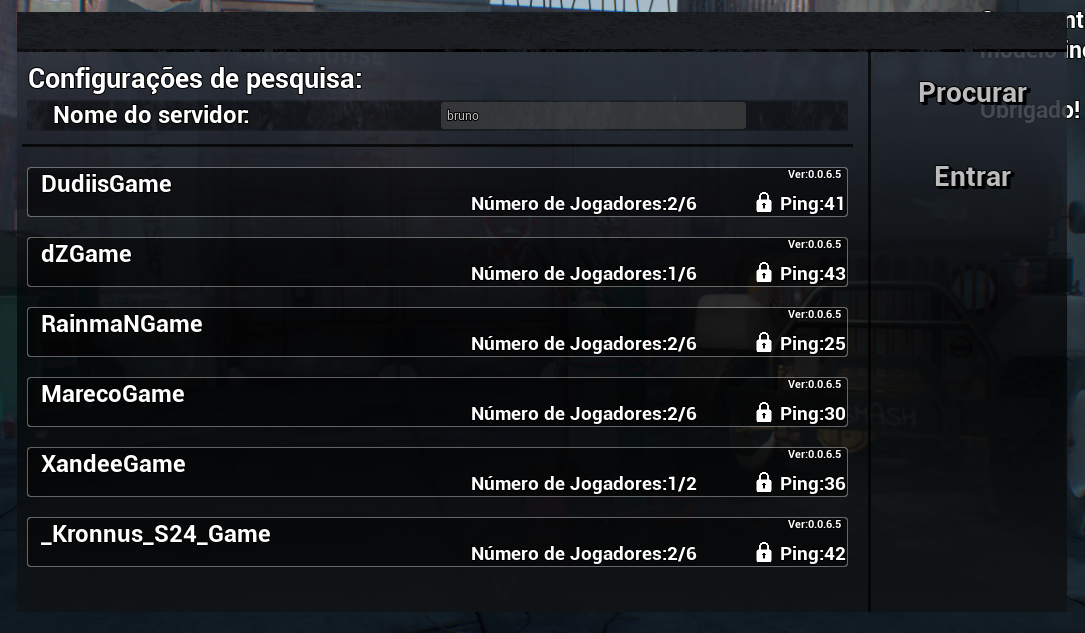 Configurações de pesquisa:
Nome do servidor: bruno
DudiisGame
Ver:0.0.6.5
Número de Jogadores:2/6 Ping:41
dZGame
Ver:0.0.6.5
Número de Jogadores:1/6 Ping:43
RainmaNGame
Ver:0.0.6.5
Número de Jogadores:2/6 Ping:25
MarecoGame
Ver:0.0.6.5
Número de Jogadores:2/6 Ping:30
XandeeGame
Ver:0.0.6.5
Número de Jogadores:1/2 Ping:36
_Kronnus_S24_Game
Ver:0.0.6.5
Número de Jogadores:2/6 Ping:42
Procurar
Obrigado!
Entrar